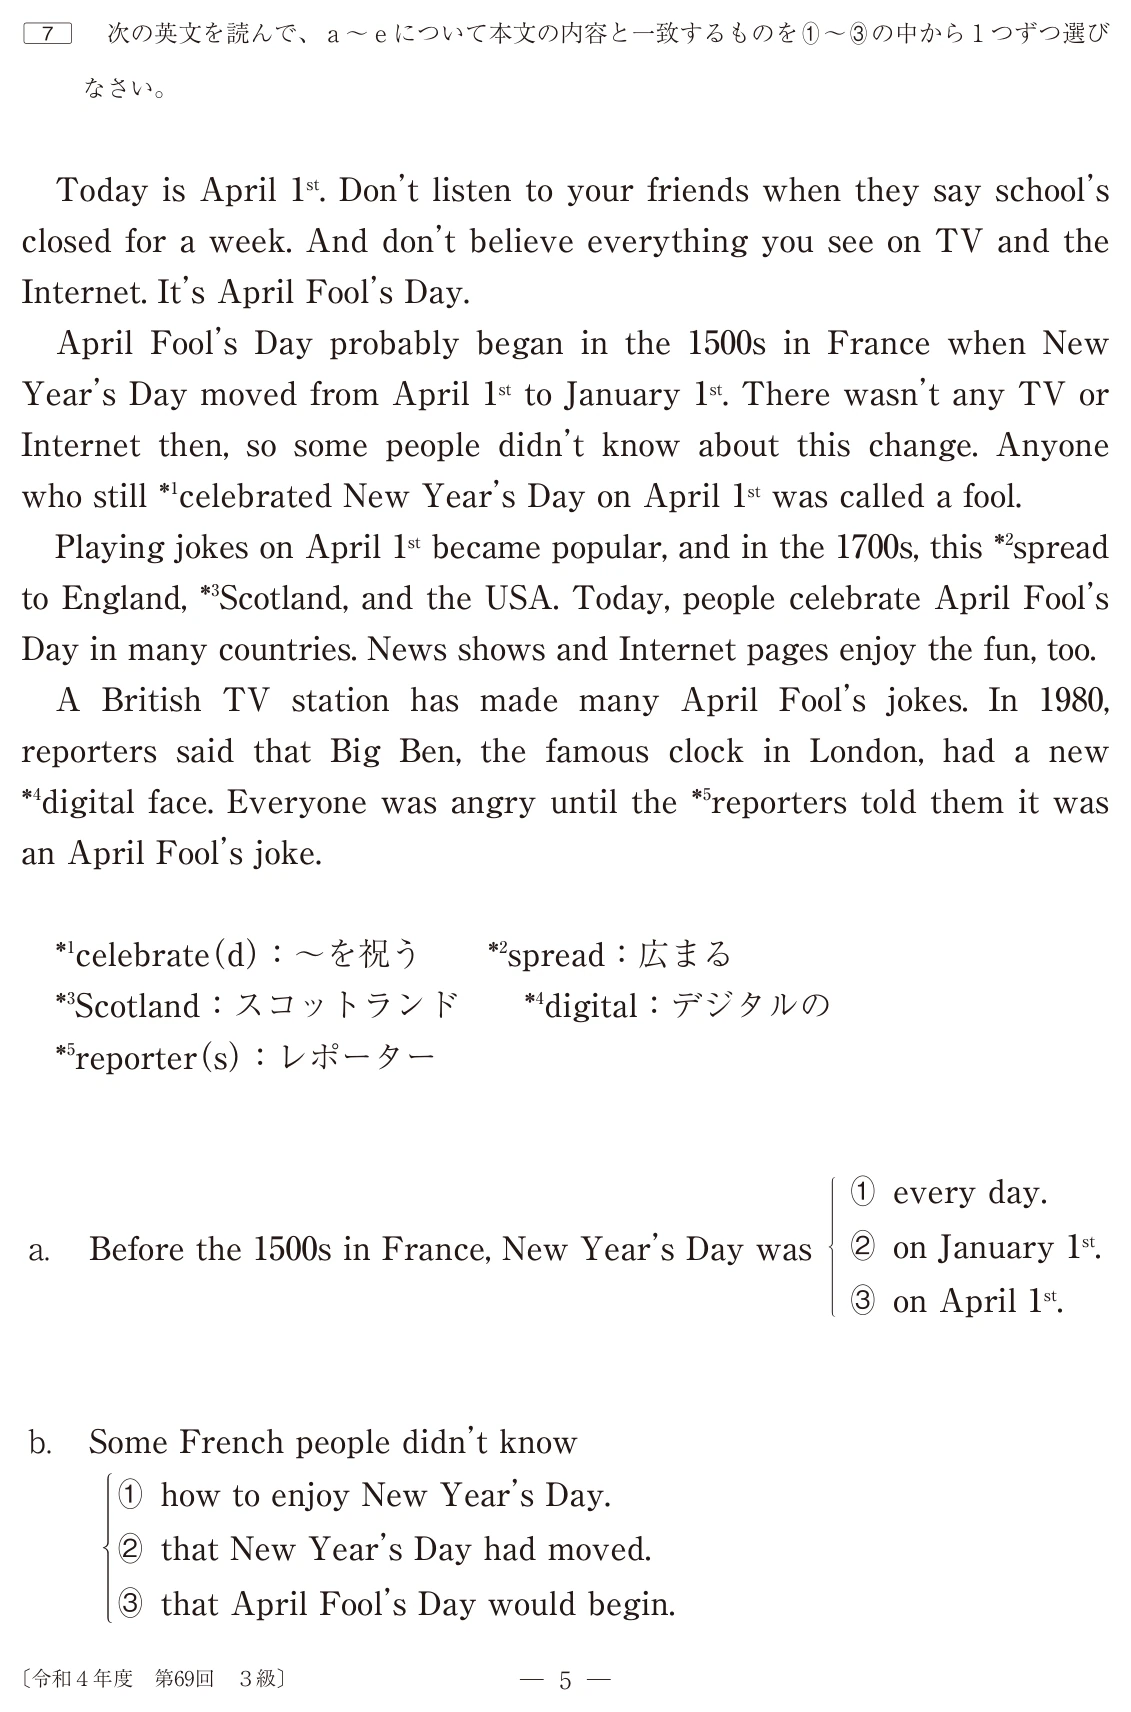 7 次の英文を読んで、a～eについて本文の内容と一致するものを①～③の中から１つずつ選び
なさい。
Today is April 1st. Don’t listen to your friends when they say school’s
closed for a week. And don’t believe everything you see on TV and the
Internet. It’s April Fool’s Day.
April Fool’s Day probably began in the 1500s in France when New
Year’s Day moved from April 1st to January 1st. There wasn’t any TV or
Internet then, so some people didn’t know about this change. Anyone
who still *1celebrated New Year’s Day on April 1st was called a fool.
Playing jokes on April 1st became popular, and in the 1700s, this *2spread
to England, *3Scotland, and the USA. Today, people celebrate April Fool’s
Day in many countries. News shows and Internet pages enjoy the fun, too.
A British TV station has made many April Fool’s jokes. In 1980,
reporters said that Big Ben, the famous clock in London, had a new
*4digital face. Everyone was angry until the *5reporters told them it was
an April Fool’s joke.
*1celebrate(d)：～を祝う *2spread：広まる
*3Scotland：スコットランド *4digital：デジタルの
*5reporter(s)：レポーター
a. Before the 1500s in France, New Year’s Day was
① every day.
② on January 1st.
③ on April 1st.
b. Some French people didn’t know
① how to enjoy New Year’s Day.
② that New Year’s Day had moved.
③ that April Fool’s Day would begin.
〔令和４年度 第69回 ３級〕 — 5 —